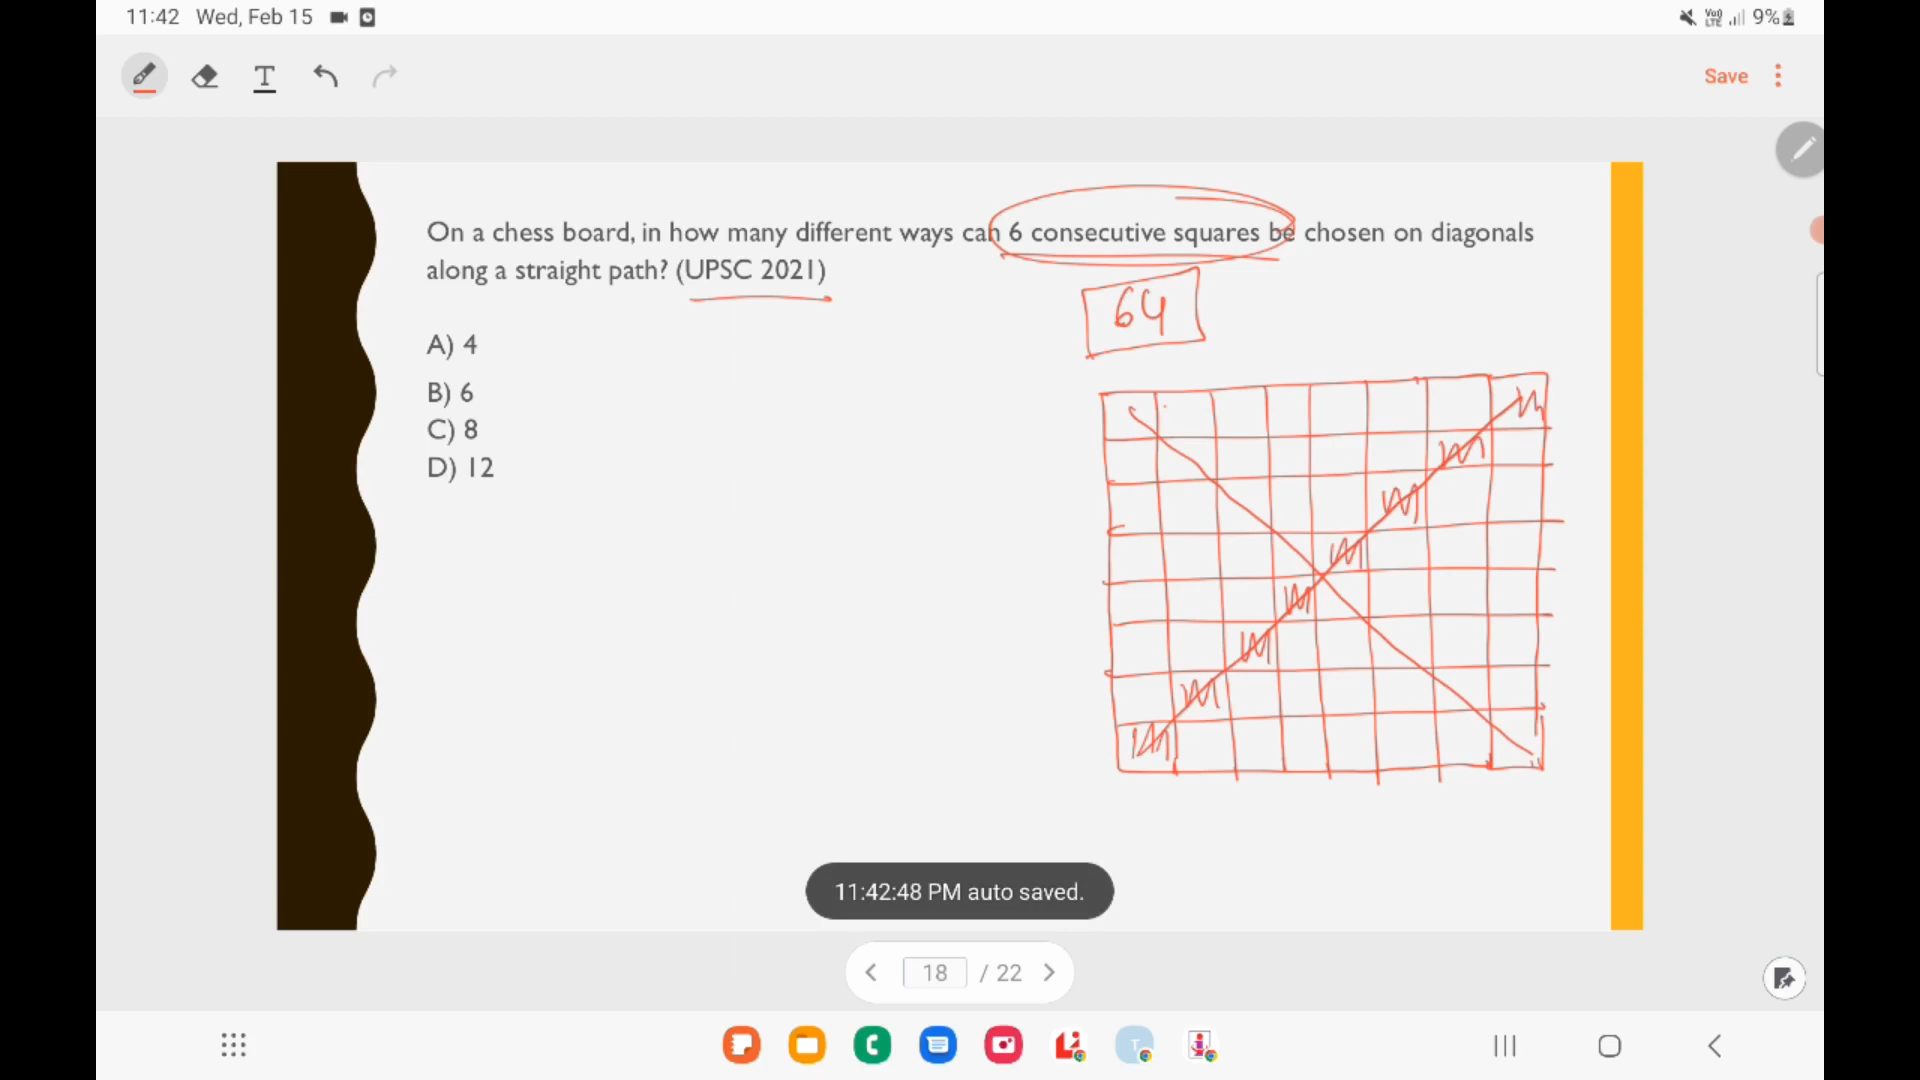 11:42 Wed, Feb 15
Vo)) LTE 9%
T
Save
On a chess board, in how many different ways can 6 consecutive squares be chosen on diagonals
along a straight path? (UPSC 2021)
64
A) 4
B) 6
C) 8
D) 12
11:42:48 PM auto saved.
18 / 22
T